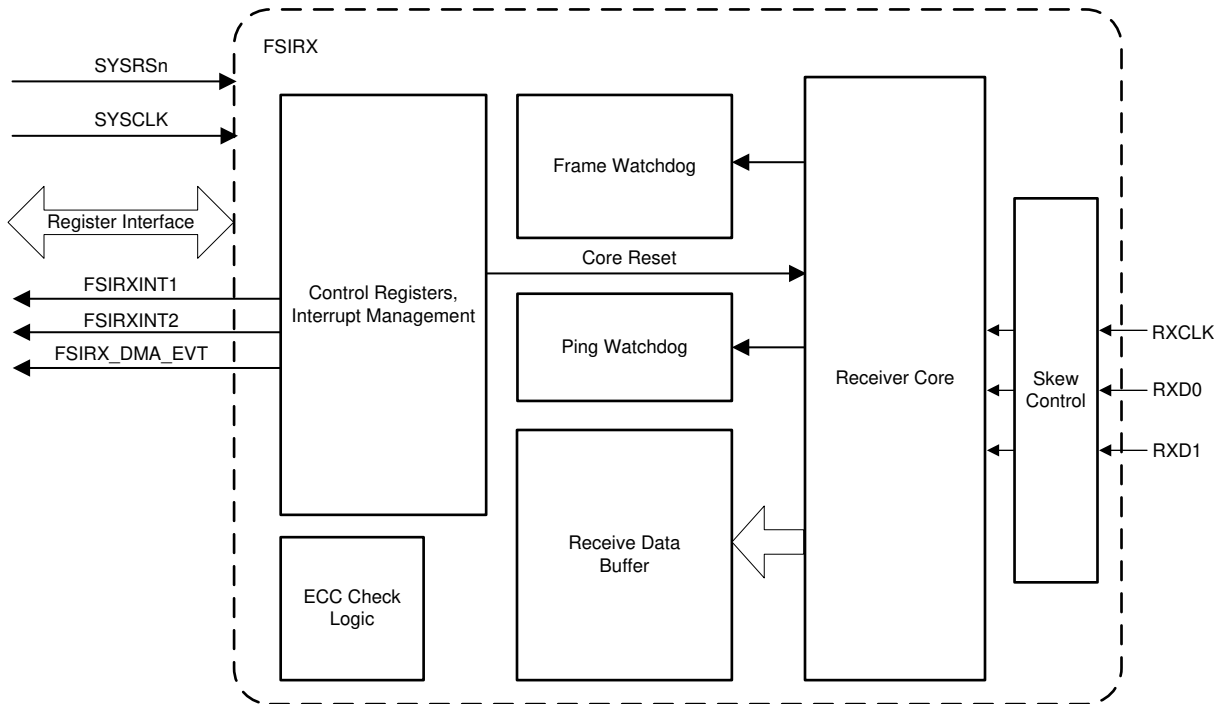 FSIRX
SYSRSn
SYSCLK
Register Interface
FSIRXINT1
FSIRXINT2
FSIRX_DMA_EVT
Control Registers,
Interrupt Management
ECC Check
Logic
Frame Watchdog
Core Reset
Ping Watchdog
Receive Data
Buffer
Receiver Core
Skew
Control
RXCLK
RXD0
RXD1